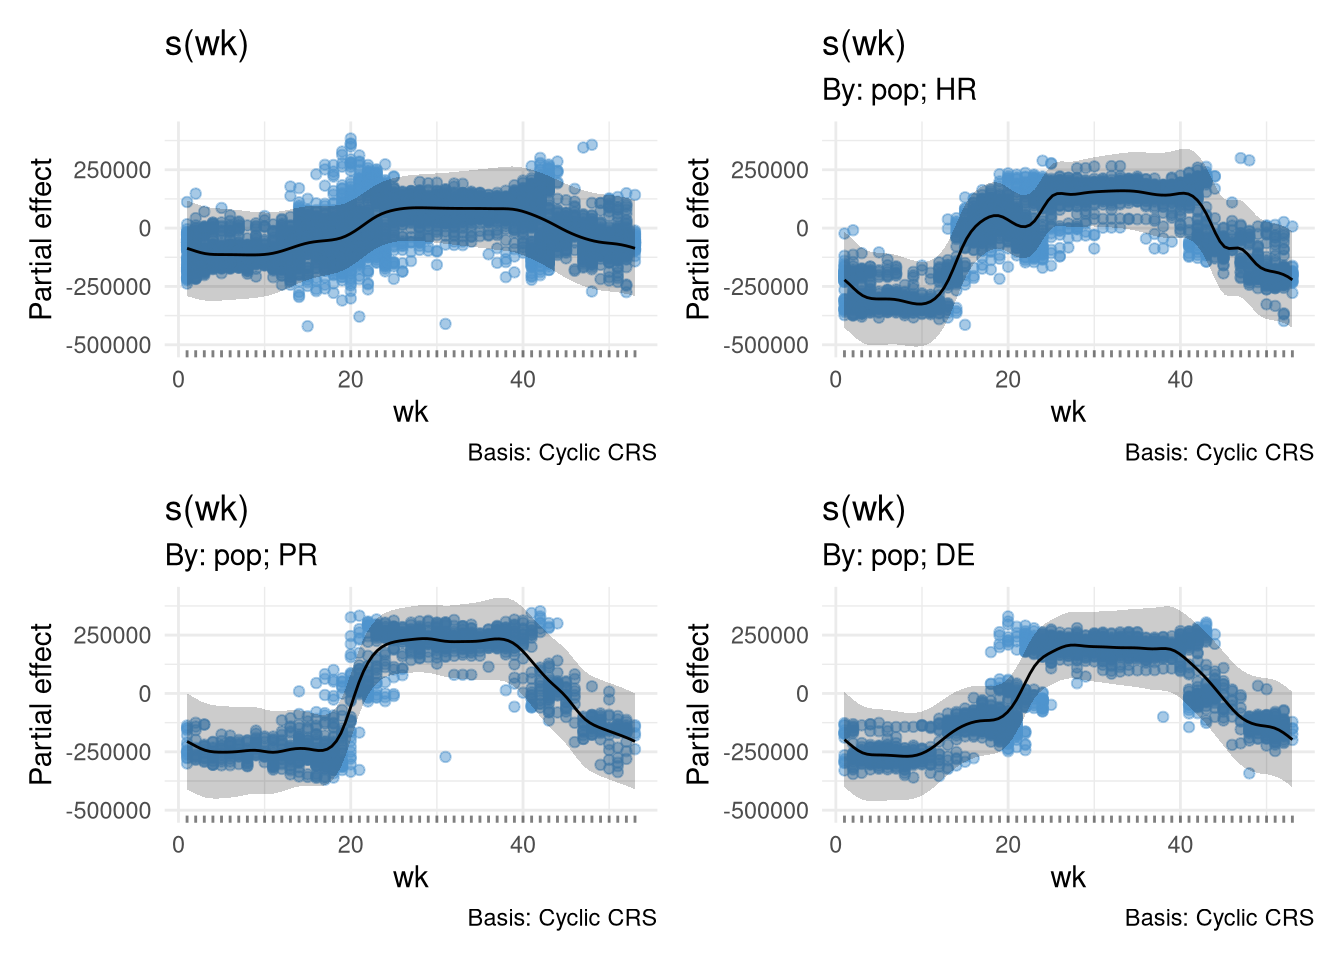 s(wk)
Partial effect
250000
0
-250000
-500000
0 20 40
wk
Basis: Cyclic CRS
s(wk)
By: pop; HR
Partial effect
250000
0
-250000
-500000
0 20 40
wk
Basis: Cyclic CRS
s(wk)
By: pop; PR
Partial effect
250000
0
-250000
-500000
0 20 40
wk
Basis: Cyclic CRS
s(wk)
By: pop; DE
Partial effect
250000
0
-250000
-500000
0 20 40
wk
Basis: Cyclic CRS